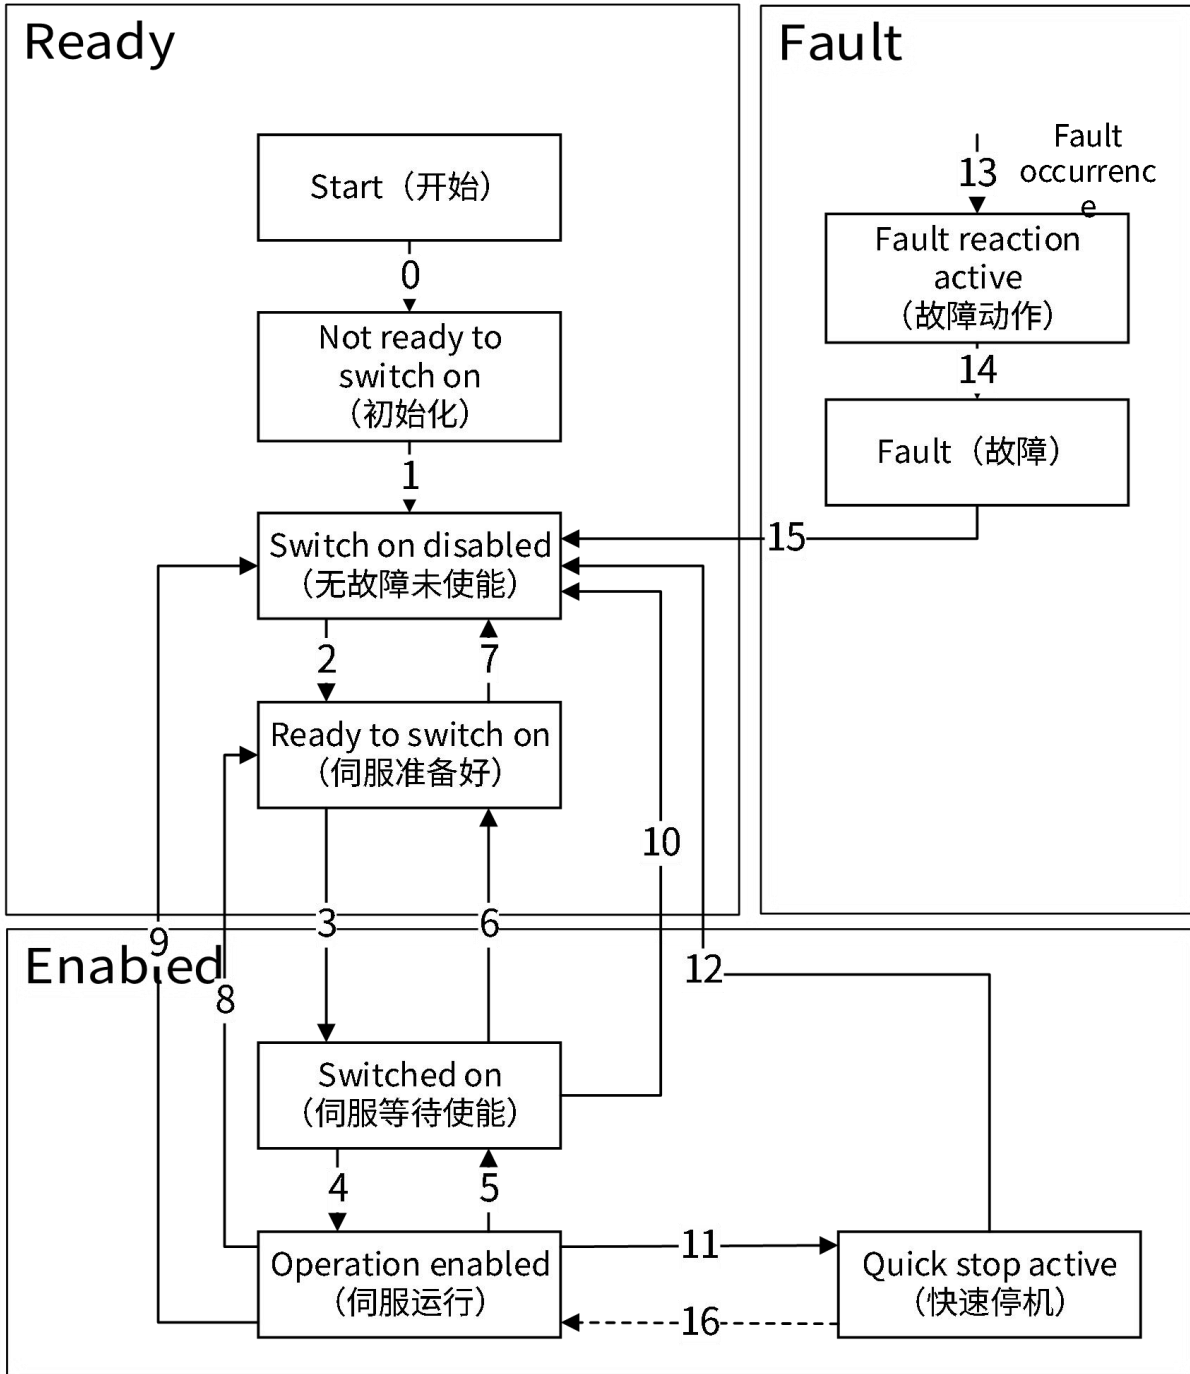 Ready
Start（开始）
0
Not ready to
switch on
（初始化）
1
Switch on disabled
（无故障未使能）
2
7
Ready to switch on
（伺服准备好）
10
3
6
9
8
Fault
13
Fault
occurrenc
e
Fault reaction
active
（故障动作）
14
Fault（故障）
15
Enabled
12
Switched on
（伺服等待使能）
4
5
Operation enabled
（伺服运行）
11
16
Quick stop active
（快速停机）